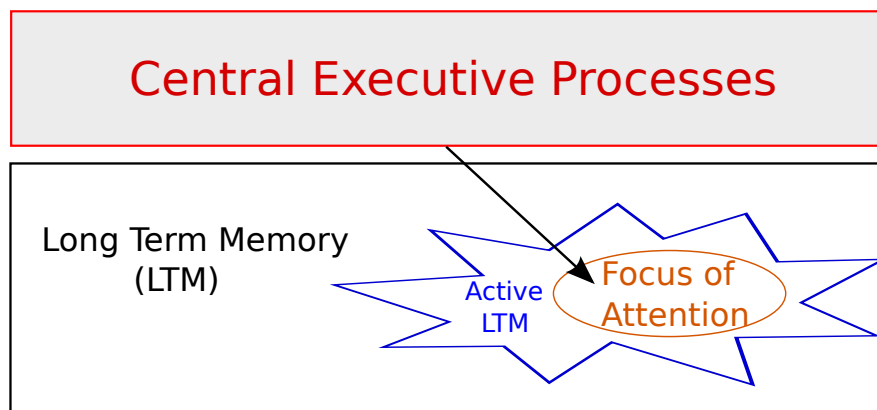 Central Executive Processes
Long Term Memory
(LTM)
Active
LTM
Focus of
Attention